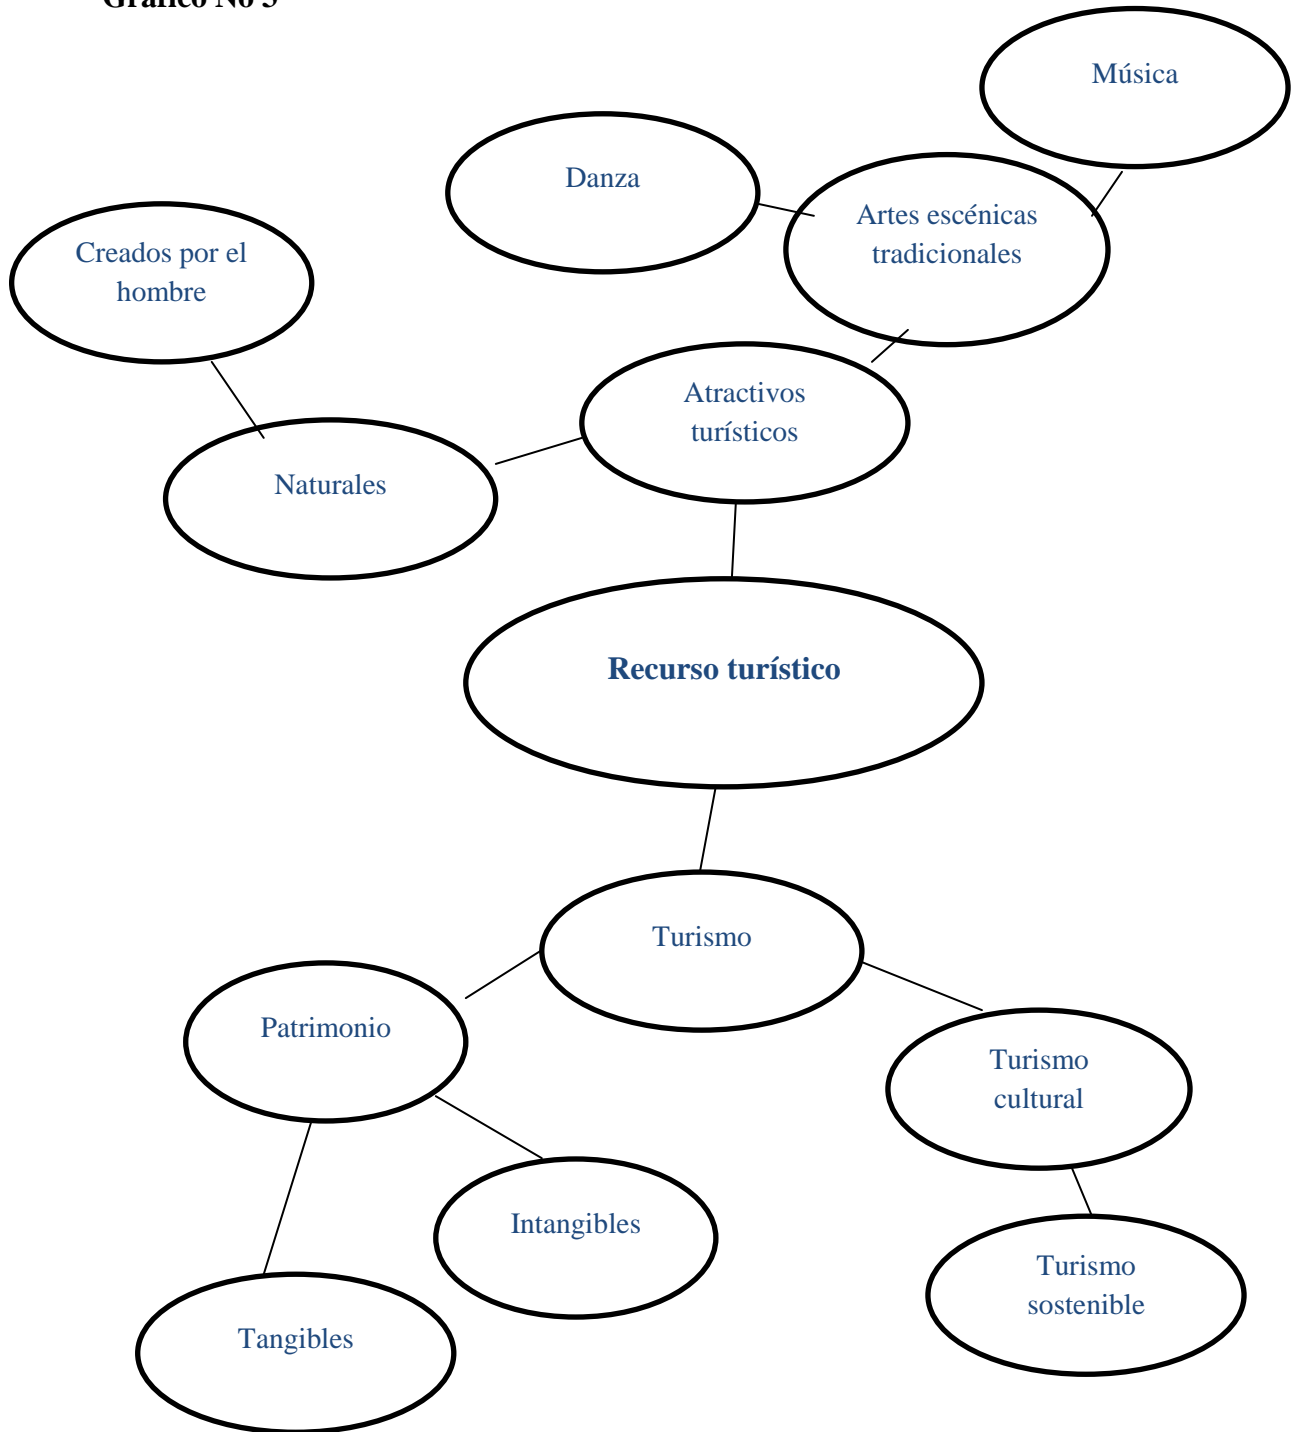 Gráfico No 3
Música
Danza
Artes escénicas
tradicionales
Creados por el
hombre
Atractivos
turísticos
Naturales
Recurso turístico
Turismo
Patrimonio
Turismo
cultural
Intangibles
Turismo
sostenible
Tangibles